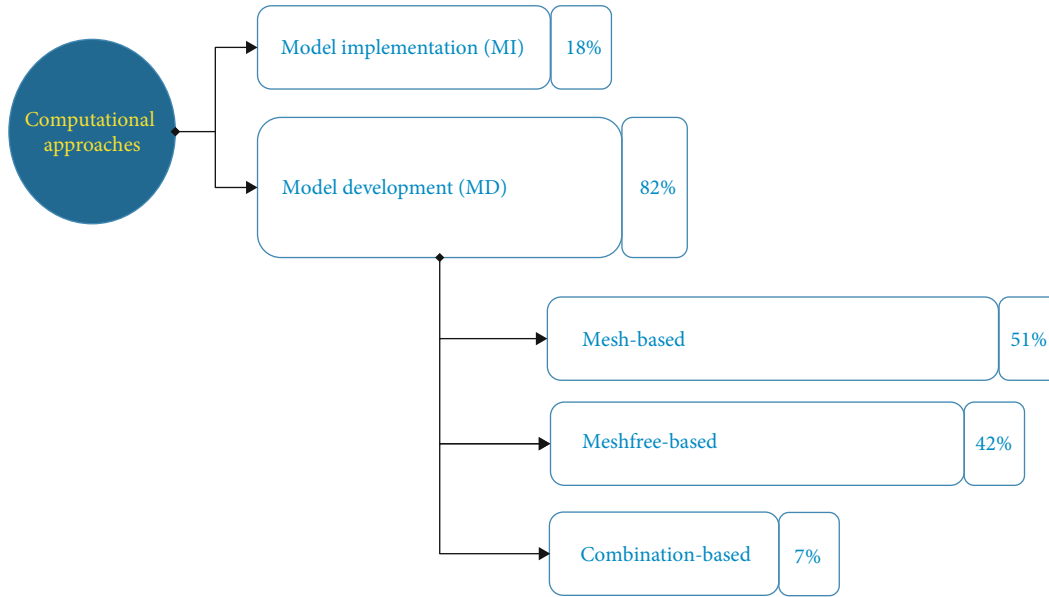 Computational
approaches
Model implementation (MI)
18%
Model development (MD)
82%
Mesh-based
51%
Meshfree-based
42%
Combination-based
7%